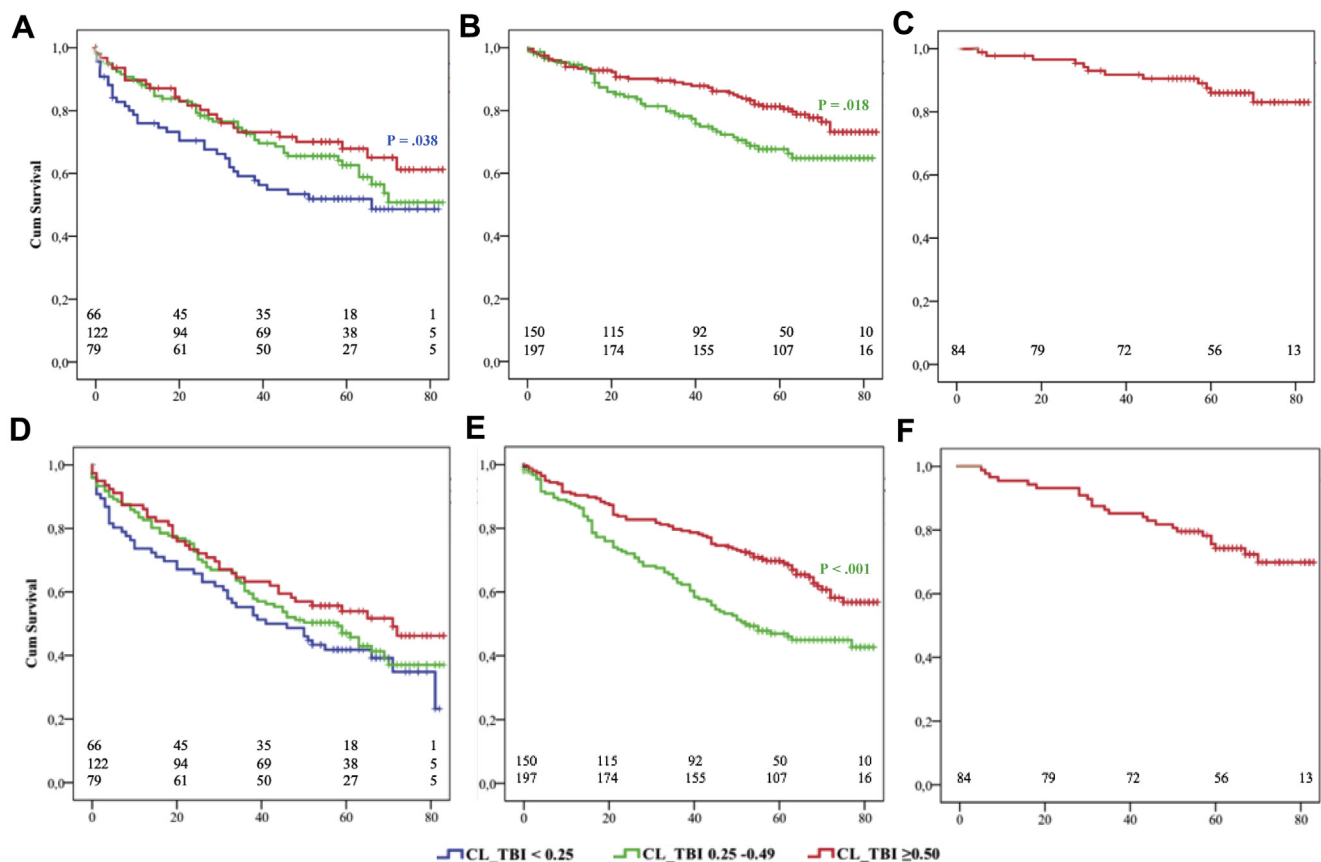 A
1,0
0,8
0,6
0,4
0,2
0,0
Cum Survival
P = .038
66 45 35 18 1
122 94 69 38 5
79 61 50 27 5
0 20 40 60 80
B
1,0
0,8
0,6
0,4
0,2
0,0
P = .018
150 115 92 50 10
197 174 155 107 16
0 20 40 60 80
C
1,0
0,8
0,6
0,4
0,2
0,0
84 79 72 56 13
0 20 40 60 80
D
1,0
0,8
0,6
0,4
0,2
0,0
Cum Survival
66 45 35 18 1
122 94 69 38 5
79 61 50 27 5
0 20 40 60 80
E
1,0
0,8
0,6
0,4
0,2
0,0
P < .001
150 115 92 50 10
197 174 155 107 16
0 20 40 60 80
F
1,0
0,8
0,6
0,4
0,2
0,0
84 79 72 56 13
0 20 40 60 80
CL_TBI < 0.25 CL_TBI 0.25 -0.49 CL_TBI ≥0.50